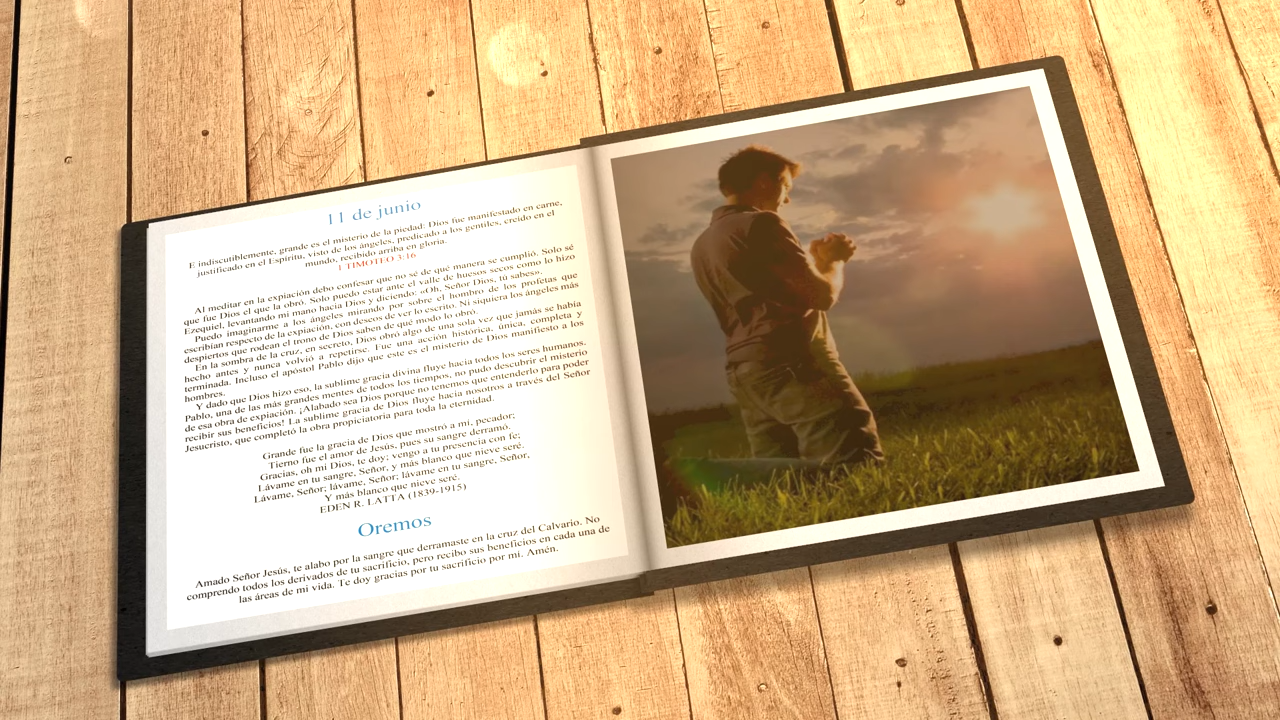 11 de junio
E indiscutiblemente, grande es el misterio de la piedad: Dios fue manifestado en carne,
justificado en el Espíritu, visto de los ángeles, predicado a los gentiles, creído en el
mundo, recibido arriba en gloria.
1 TIMOTEO 3:16
Al meditar en la expiación debo confesar que no sé de qué manera se cumplió. Solo sé
que fue Dios el que la obró. Solo puedo estar ante el valle de huesos secos como lo hizo
Ezequiel, levantando mi mano hacia Dios y diciendo: «Oh, Señor Dios, tú sabes».
Puedo imaginarme a los ángeles mirando por sobre el hombro de los profetas que
escribían respecto de la expiación, con deseos de ver lo escrito. Ni siquiera los ángeles más
despiertos que rodean el trono de Dios saben de qué modo lo obró.
En la sombra de la cruz, en secreto, Dios obró algo de una sola vez que jamás se había
hecho antes y nunca volvió a repetirse. Fue una acción histórica, única, completa y
terminada. Incluso el apóstol Pablo dijo que este es el misterio de Dios manifiesto a los
hombres.
Y dado que Dios hizo eso, la sublime gracia divina fluye hacia todos los seres humanos.
Pablo, una de las más grandes mentes de todos los tiempos, no pudo descubrir el misterio
de esa obra de expiación. ¡Alabado sea Dios porque no tenemos que entenderlo para poder
recibir sus beneficios! La sublime gracia de Dios fluye hacia nosotros a través del Señor
Jesucristo, que completó la obra propiciatoria para toda la eternidad.
Grande fue la gracia de Dios que mostró a mí, pecador;
Tierno fue el amor de Jesús, pues su sangre derramó.
Gracias, oh mi Dios, te doy; vengo a tu presencia con fe;
Lávame en tu sangre, Señor, y más blanco que nieve seré.
Lávame, Señor; lávame, Señor; lávame en tu sangre, Señor,
Y más blanco que nieve seré.
EDEN R. LATTA (1839-1915)
Oremos
Amado Señor Jesús, te alabo por la sangre que derramaste en la cruz del Calvario. No
comprendo todos los derivados de tu sacrificio, pero recibo sus beneficios en cada una de
las áreas de mi vida. Te doy gracias por tu sacrificio por mí. Amén.